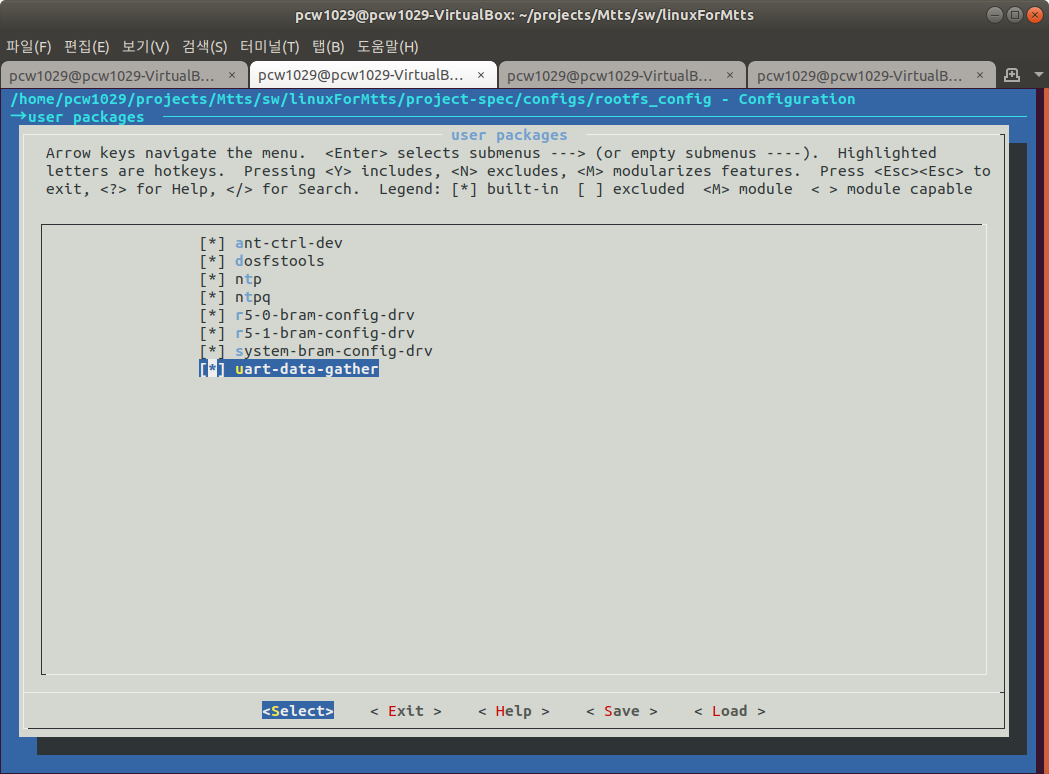 pcw1029@pcw1029-VirtualBox: ~/projects/Mtts/sw/linuxForMtts
파일(F) 편집(E) 보기(V) 검색(S) 터미널(T) 탭(B) 도움말(H)
pcw1029@pcw1029-VirtualB... × pcw1029@pcw1029-VirtualB... × pcw1029@pcw1029-VirtualB... × pcw1029@pcw1029-VirtualB... ×
/home/pcw1029/projects/Mtts/sw/linuxForMtts/project-spec/configs/rootfs_config - Configuration
→user packages
user packages
Arrow keys navigate the menu. <Enter> selects submenus ---> (or empty submenus ----). Highlighted
letters are hotkeys. Pressing <Y> includes, <N> excludes, <M> modularizes features. Press <Esc><Esc> to
exit, <?> for Help, </> for Search. Legend: [*] built-in [ ] excluded <M> module < > module capable
[*] ant-ctrl-dev
[*] dosfstools
[*] ntp
[*] ntpq
[*] r5-0-bram-config-drv
[*] r5-1-bram-config-drv
[*] system-bram-config-drv
[*] uart-data-gather
<Select> < Exit > < Help > < Save > < Load >